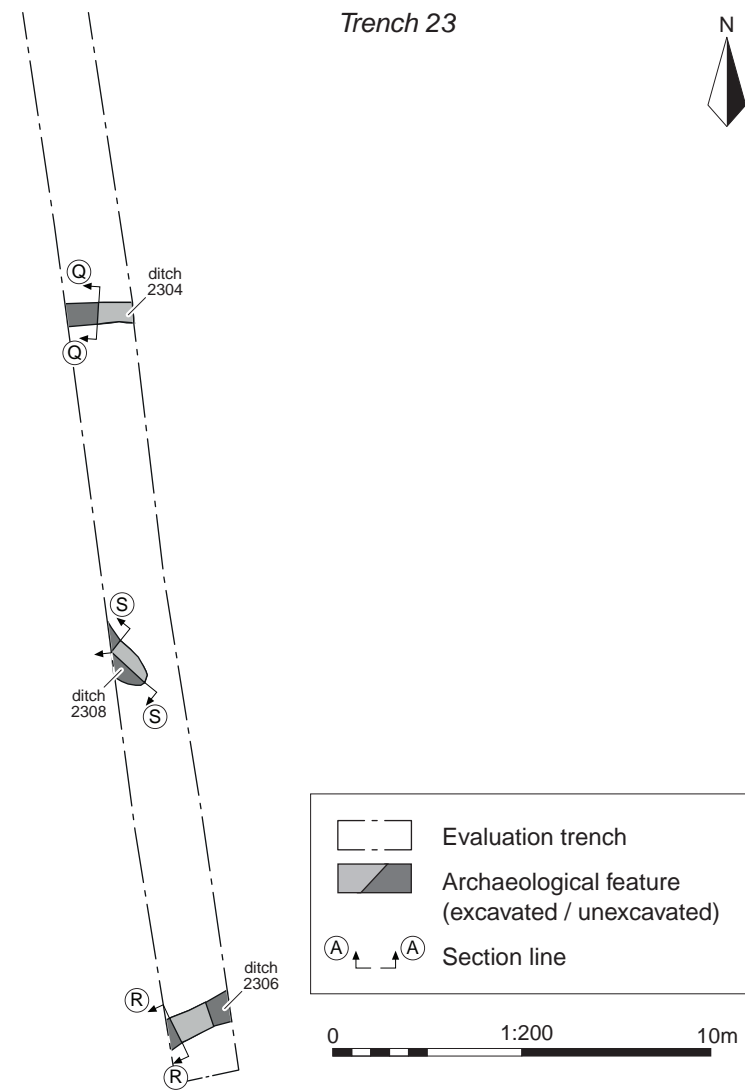 Trench 23
N
Q
ditch
2304
Q
S
ditch
2308
S
Evaluation trench
Archaeological feature
(excavated / unexcavated)
A A Section line
ditch
2306
R
R
0 1:200 10m